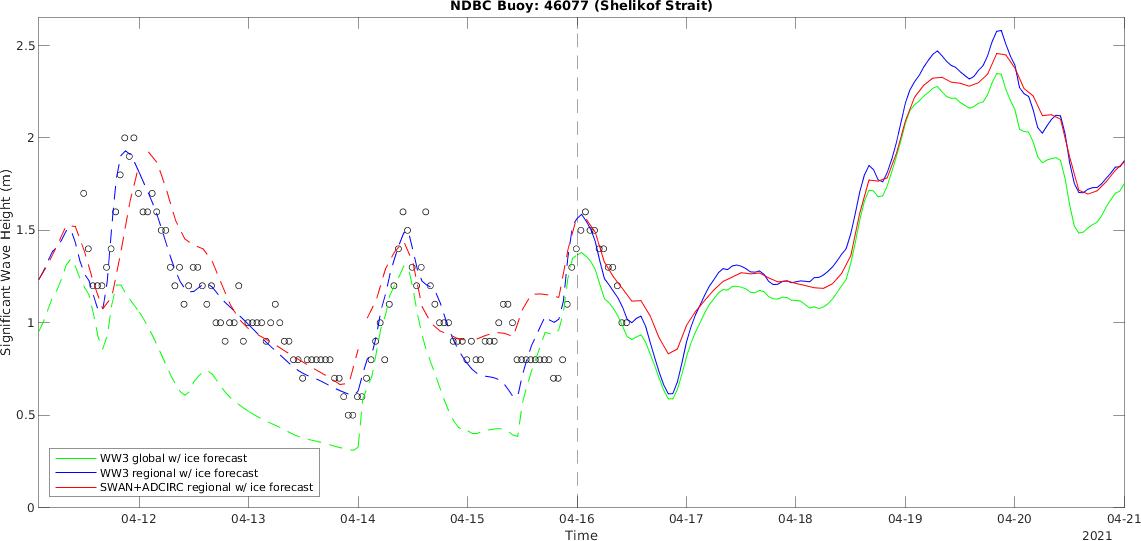 NDBC Buoy: 46077 (Shelikof Strait)
2.5
2
1.5
1
0.5
0
Significant Wave Height (m)
WW3 global w/ ice forecast
WW3 regional w/ ice forecast
SWAN+ADCIRC regional w/ ice forecast
04-12 04-13 04-14 04-15 04-16 04-17 04-18 04-19 04-20 04-21
Time
2021